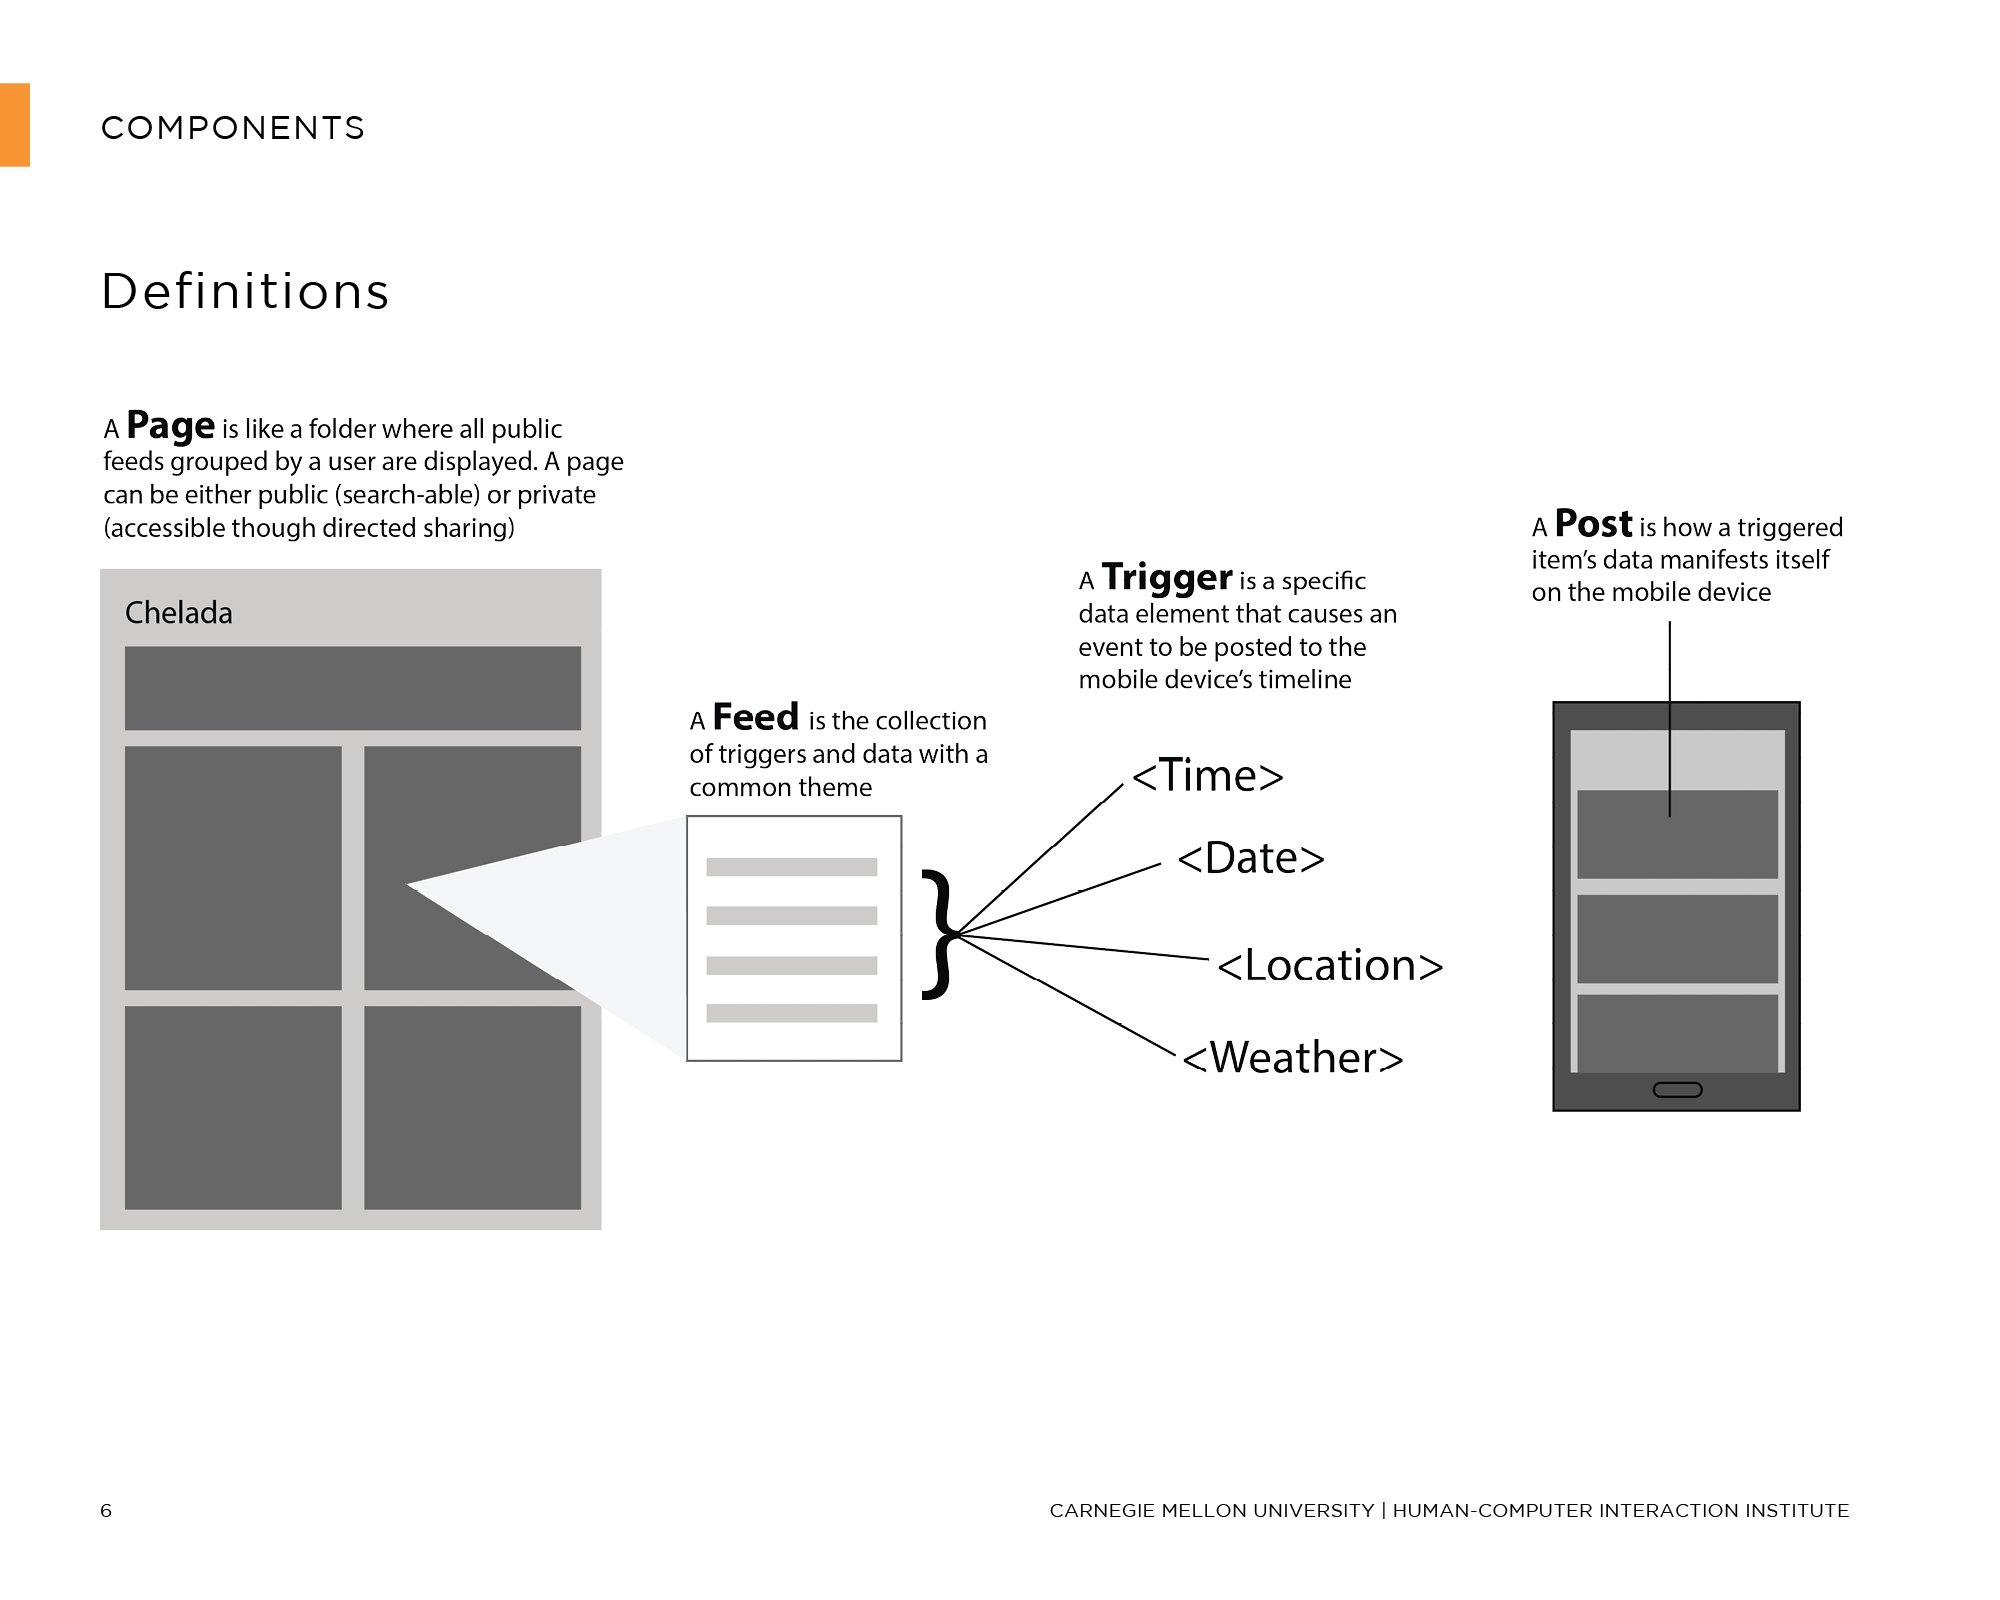 COMPONENTS
Definitions
A Page is like a folder where all public
feeds grouped by a user are displayed. A page
can be either public (search-able) or private
(accessible though directed sharing)
Chelada
A Feed is the collection
of triggers and data with a
common theme
A Trigger is a specific
data element that causes an
event to be posted to the
mobile device’s timeline
}
<Time>
<Date>
<Location>
<Weather>
A Post is how a triggered
item’s data manifests itself
on the mobile device
6
CARNEGIE MELLON UNIVERSITY | HUMAN-COMPUTER INTERACTION INSTITUTE